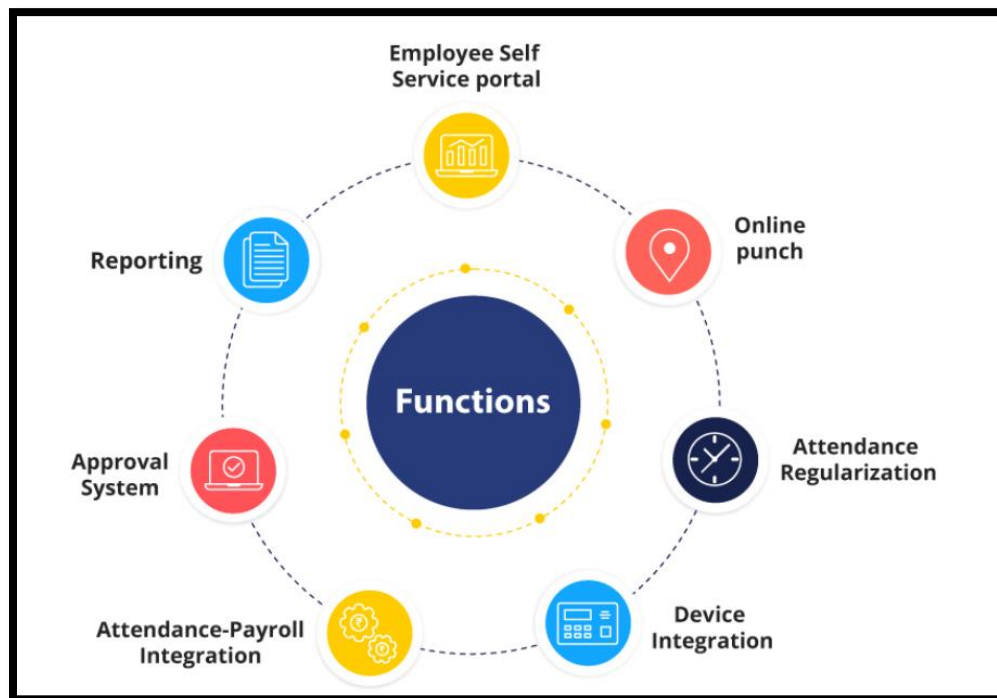 Employee Self
Service portal
Online
punch
Attendance
Regularization
Device
Integration
Attendance-Payroll
Integration
Approval
System
Reporting
Functions